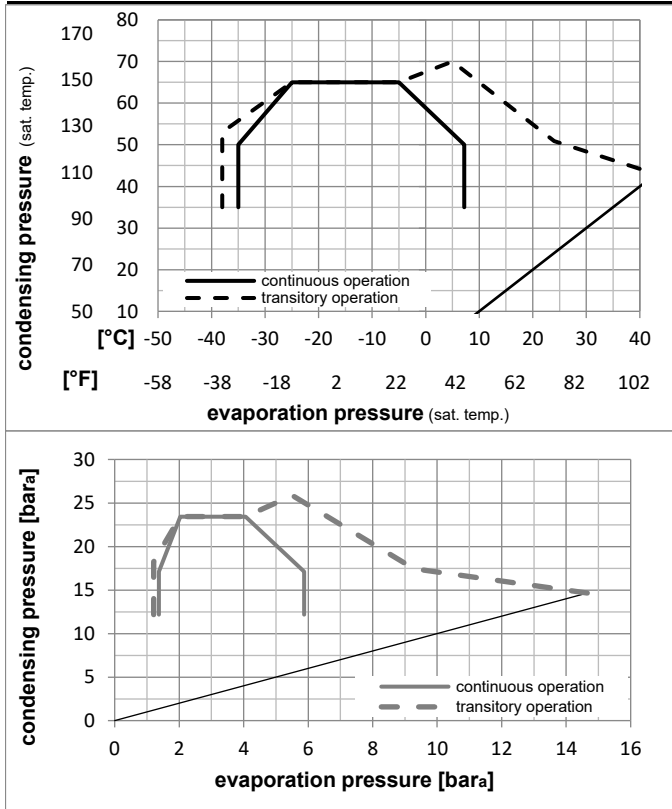 170 80
70
150 60
130 50
110 40
90 30
70 20
50 10
condensing pressure (sat. temp.)
continuous operation
transitory operation
[°C] -50 -40 -30 -20 -10 0 10 20 30 40
[°F] -58 -38 -18 2 22 42 62 82 102
evaporation pressure (sat. temp.)
30
25
20
15
10
5
0
condensing pressure [bara]
continuous operation
transitory operation
0 2 4 6 8 10 12 14 16
evaporation pressure [bara]